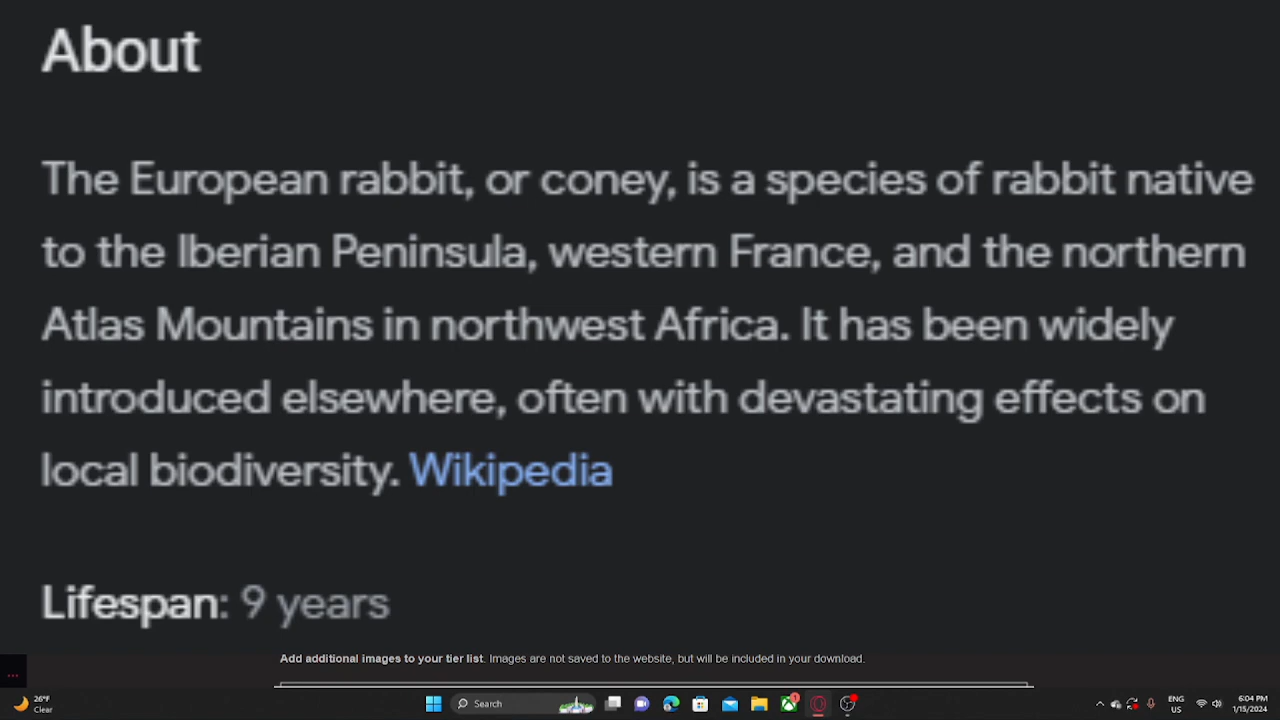 About
The European rabbit, or coney, is a species of rabbit native
to the Iberian Peninsula, western France, and the northern
Atlas Mountains in northwest Africa. It has been widely
introduced elsewhere, often with devastating effects on
local biodiversity. Wikipedia
Lifespan: 9 years
Add additional images to your tier list. Images are not saved to the website, but will be included in your download.
...
26°F
Clear
Search
1
ENG
US
6:04 PM
1/15/2024